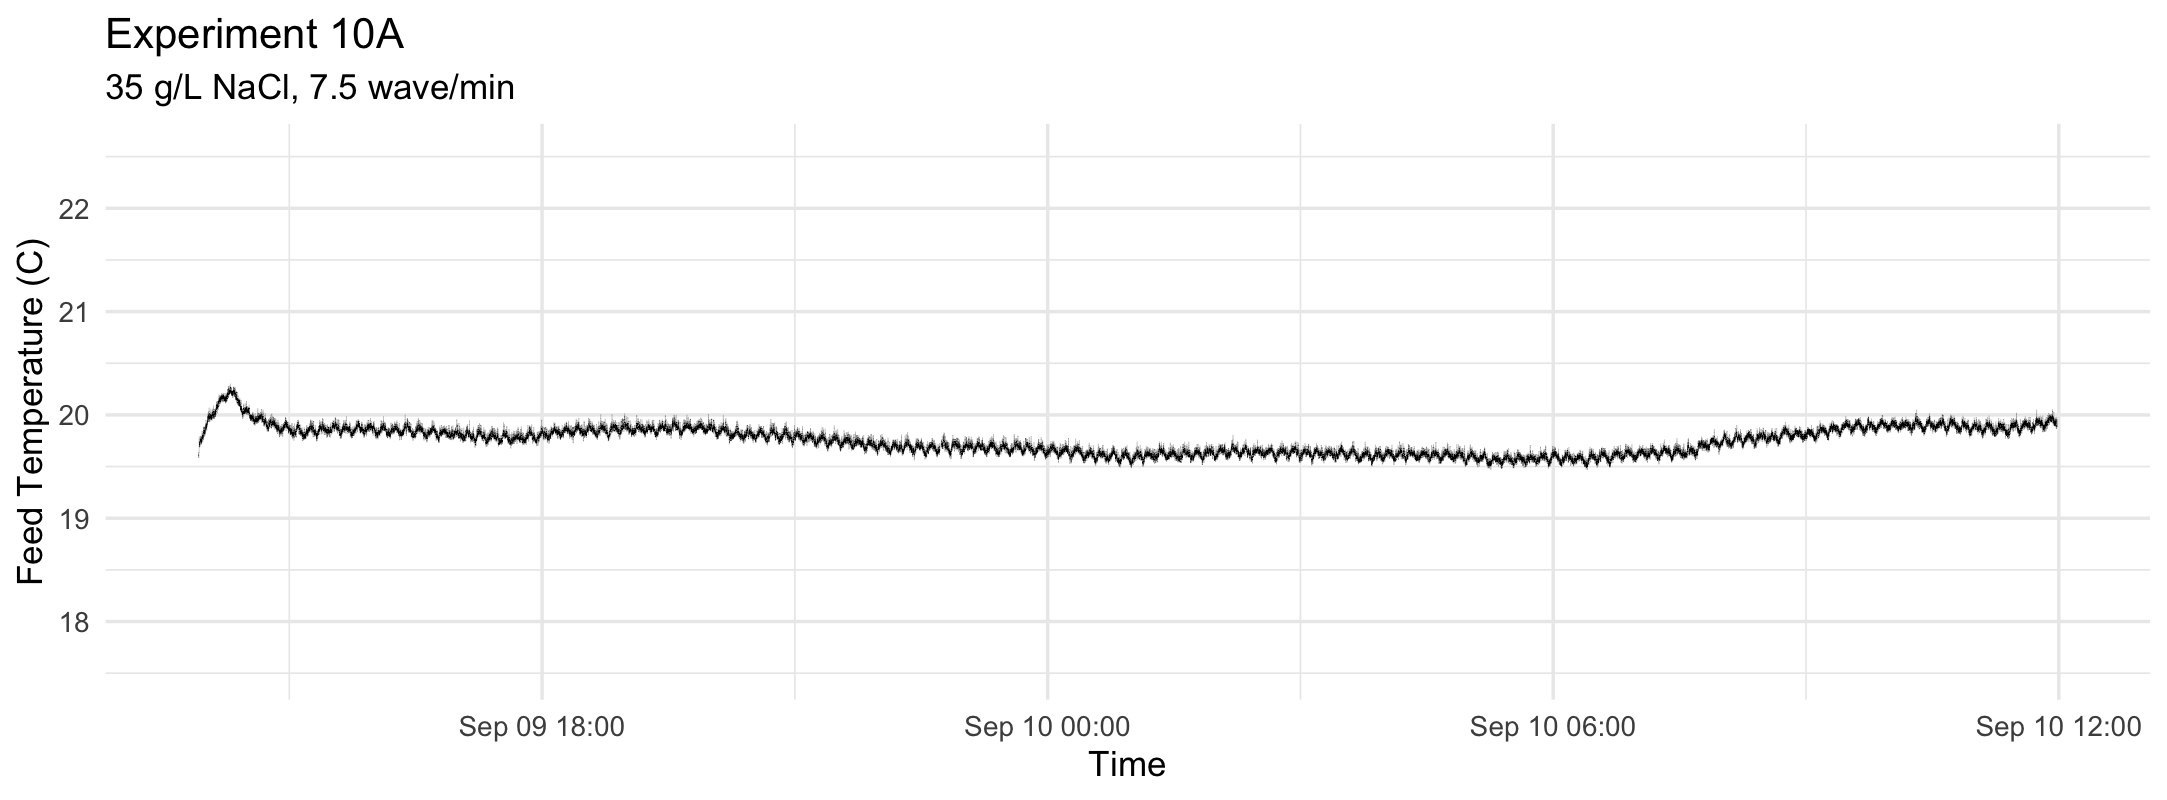 Experiment 10A
35 g/L NaCl, 7.5 wave/min
Feed Temperature (C)
22
21
20
19
18
Sep 09 18:00
Sep 10 00:00
Sep 10 06:00
Sep 10 12:00
Time